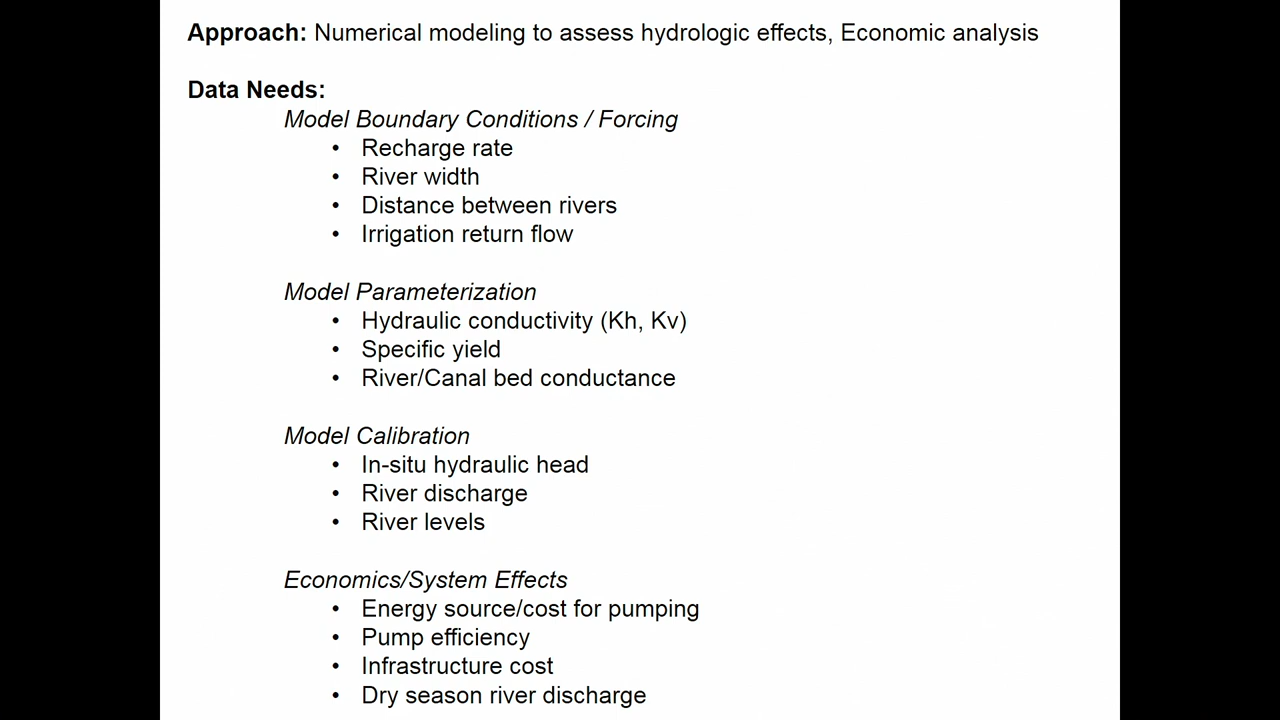 Approach: Numerical modeling to assess hydrologic effects, Economic analysis
Data Needs:
Model Boundary Conditions / Forcing
• Recharge rate
• River width
• Distance between rivers
• Irrigation return flow
Model Parameterization
• Hydraulic conductivity (Kh, Kv)
• Specific yield
• River/Canal bed conductance
Model Calibration
• In-situ hydraulic head
• River discharge
• River levels
Economics/System Effects
• Energy source/cost for pumping
• Pump efficiency
• Infrastructure cost
• Dry season river discharge